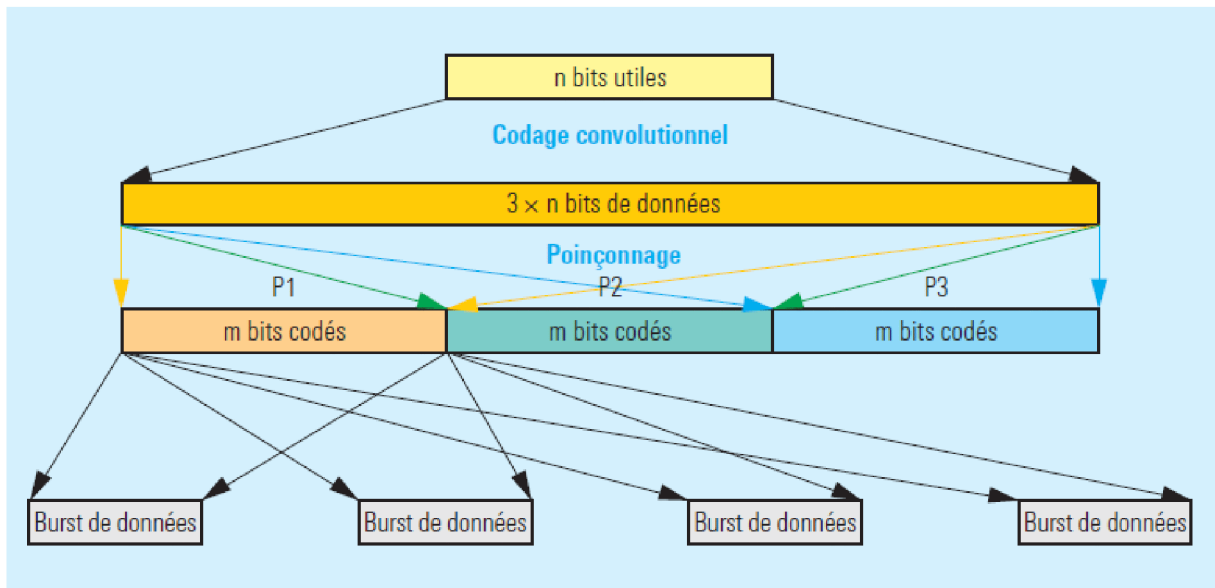 n bits utiles
Codage convolutionnel
3 × n bits de données
Poinçonnage
P1 P2 P3
m bits codés m bits codés m bits codés
Burst de données Burst de données Burst de données Burst de données